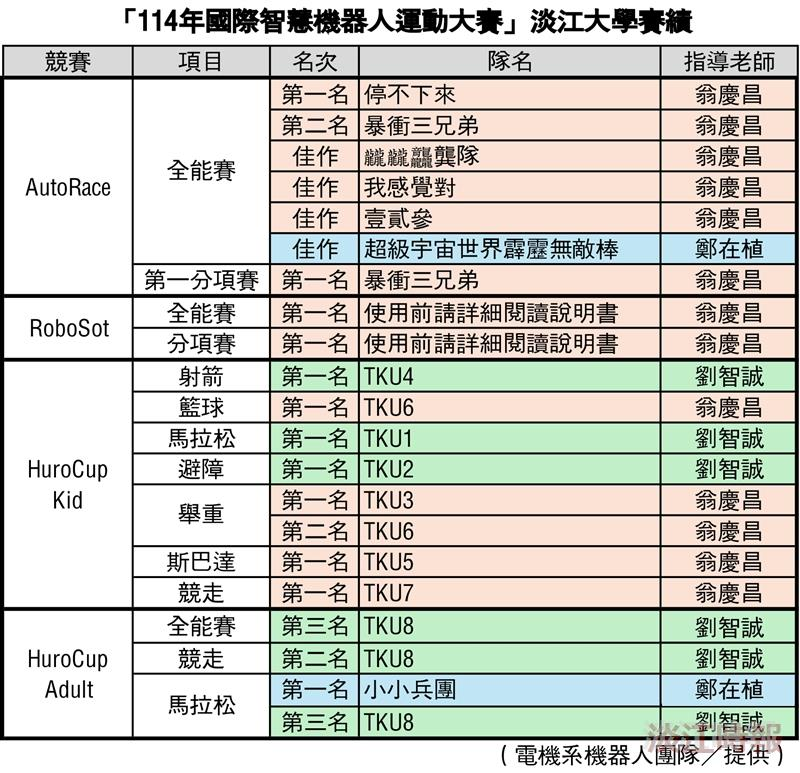 「114年國際智慧機器人運動大賽」淡江大學賽績
競賽 項目 名次 隊名 指導老師
AutoRace 全能賽 第一名 停不下來 翁慶昌
第二名 暴衝三兄弟 翁慶昌
佳作 龔隊 翁慶昌
佳作 我感覺對 翁慶昌
佳作 壹貳參 翁慶昌
佳作 超級宇宙世界霹靂無敵棒 鄭在植
第一分項賽 第一名 暴衝三兄弟 翁慶昌
RoboSot 全能賽 第一名 使用前請詳細閱讀說明書 翁慶昌
分項賽 第一名 使用前請詳細閱讀說明書 翁慶昌
HuroCup Kid 射箭 第一名 TKU4 劉智誠
籃球 第一名 TKU6 翁慶昌
馬拉松 第一名 TKU1 劉智誠
避障 第一名 TKU2 劉智誠
舉重 第一名 TKU3 翁慶昌
第二名 TKU6 翁慶昌
斯巴達 第一名 TKU5 翁慶昌
競走 第一名 TKU7 翁慶昌
HuroCup Adult 全能賽 第三名 TKU8 劉智誠
競走 第二名 TKU8 劉智誠
馬拉松 第一名 小小兵團 鄭在植
第三名 TKU8 劉智誠
淡江時報
(電機系機器人團隊／提供)